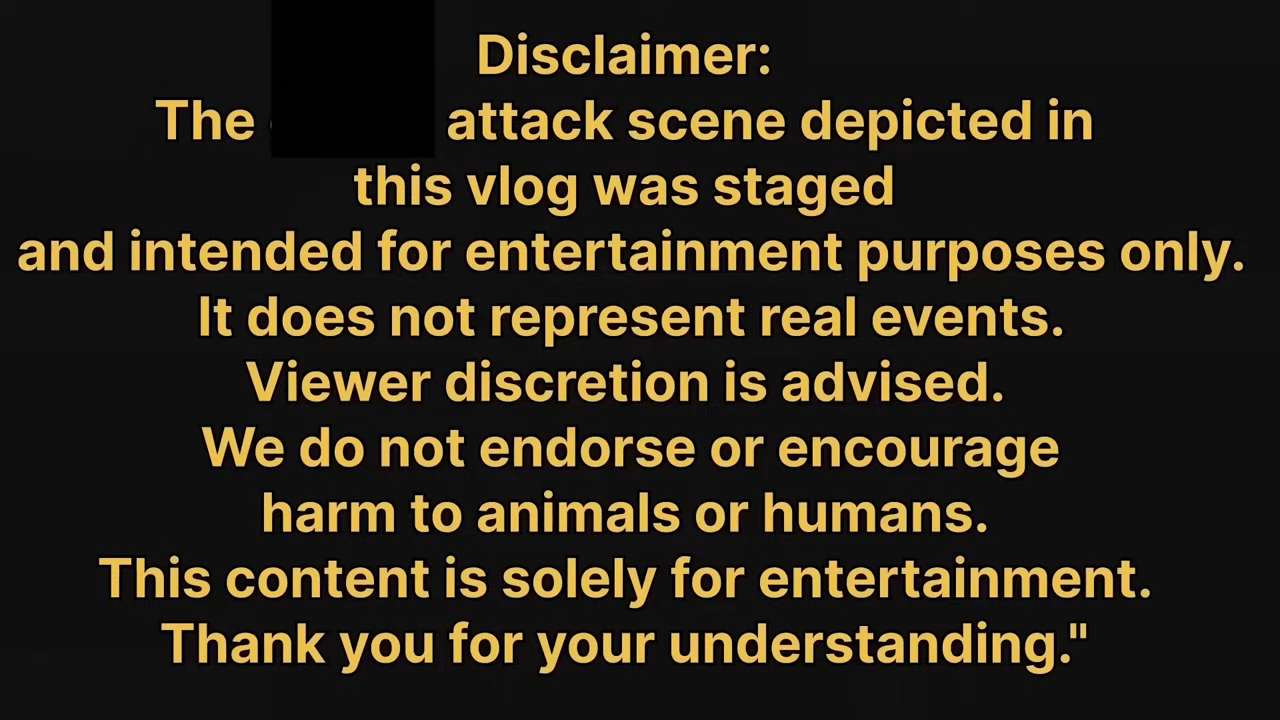 Disclaimer:
The attack scene depicted in
this vlog was staged
and intended for entertainment purposes only.
It does not represent real events.
Viewer discretion is advised.
We do not endorse or encourage
harm to animals or humans.
This content is solely for entertainment.
Thank you for your understanding."